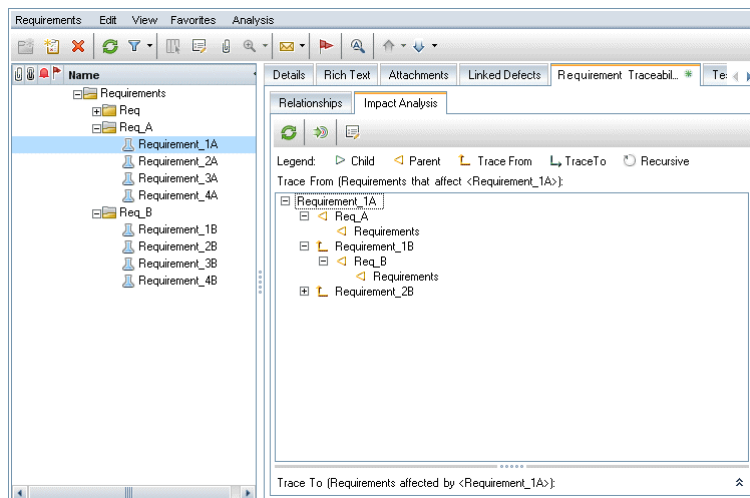 Requirements Edit View Favorites Analysis
Name
Details Rich Text Attachments Linked Defects Requirement Traceabil... * Te
Requirements
Req
Req_A
Requirement_1A
Requirement_2A
Requirement_3A
Requirement_4A
Req_B
Requirement_1B
Requirement_2B
Requirement_3B
Requirement_4B
Relationships Impact Analysis
Legend: Child Parent Trace From TraceTo Recursive
Trace From (Requirements that affect <Requirement_1A>):
Requirement_1A
Req_A
Requirements
Requirement_1B
Req_B
Requirements
Requirement_2B
Trace To (Requirements affected by <Requirement_1A>):